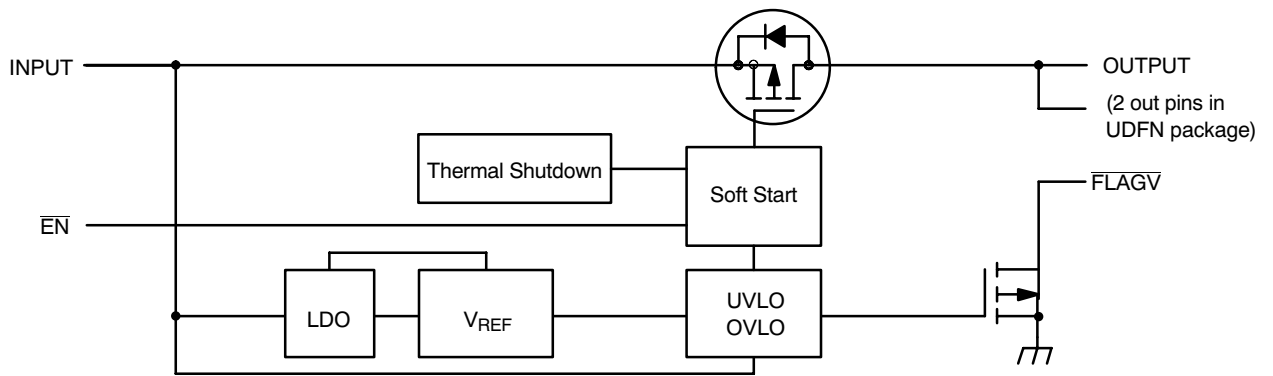 INPUT
OUTPUT
(2 out pins in
UDFN package)
Thermal Shutdown
Soft Start
FLAGV
EN
LDO
VREF
UVLO
OVLO